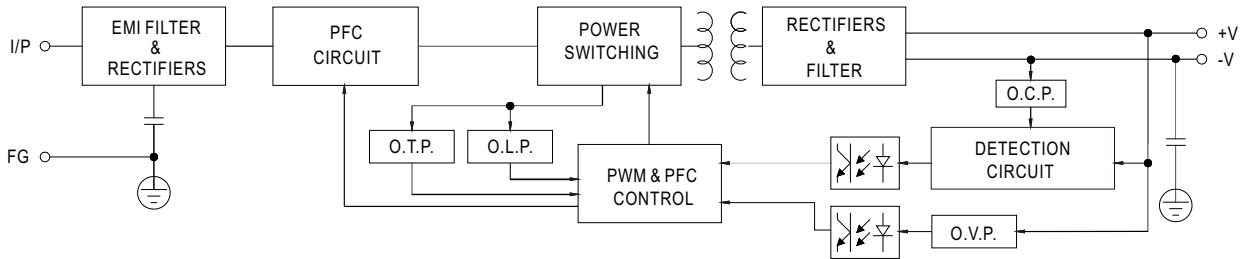 I/P
EMI FILTER
&
RECTIFIERS
PFC
CIRCUIT
POWER
SWITCHING
RECTIFIERS
&
FILTER
+V
-V
O.C.P.
FG
O.T.P.
O.L.P.
PWM & PFC
CONTROL
DETECTION
CIRCUIT
O.V.P.